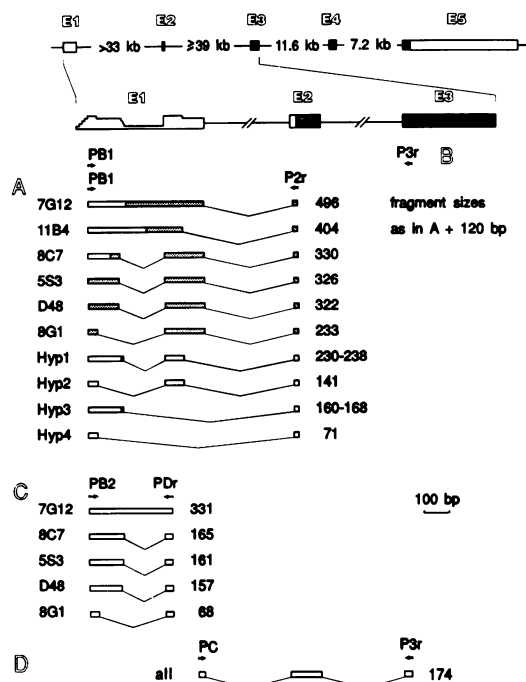 E1 E2 E3 E4 E5
>33 kb ≥39 kb 11.6 kb 7.2 kb
E1 E2 E3
PB1 P3r B
A PB1 P2r
7G12 496 fragment sizes
11B4 404 as in A + 120 bp
8C7 330
5S3 326
D48 322
8G1 233
Hyp1 230-238
Hyp2 141
Hyp3 160-168
Hyp4 71
C PB2 PDr
7G12 331 100 bp
8C7 165
5S3 161
D48 157
8G1 68
D PC P3r
all 174